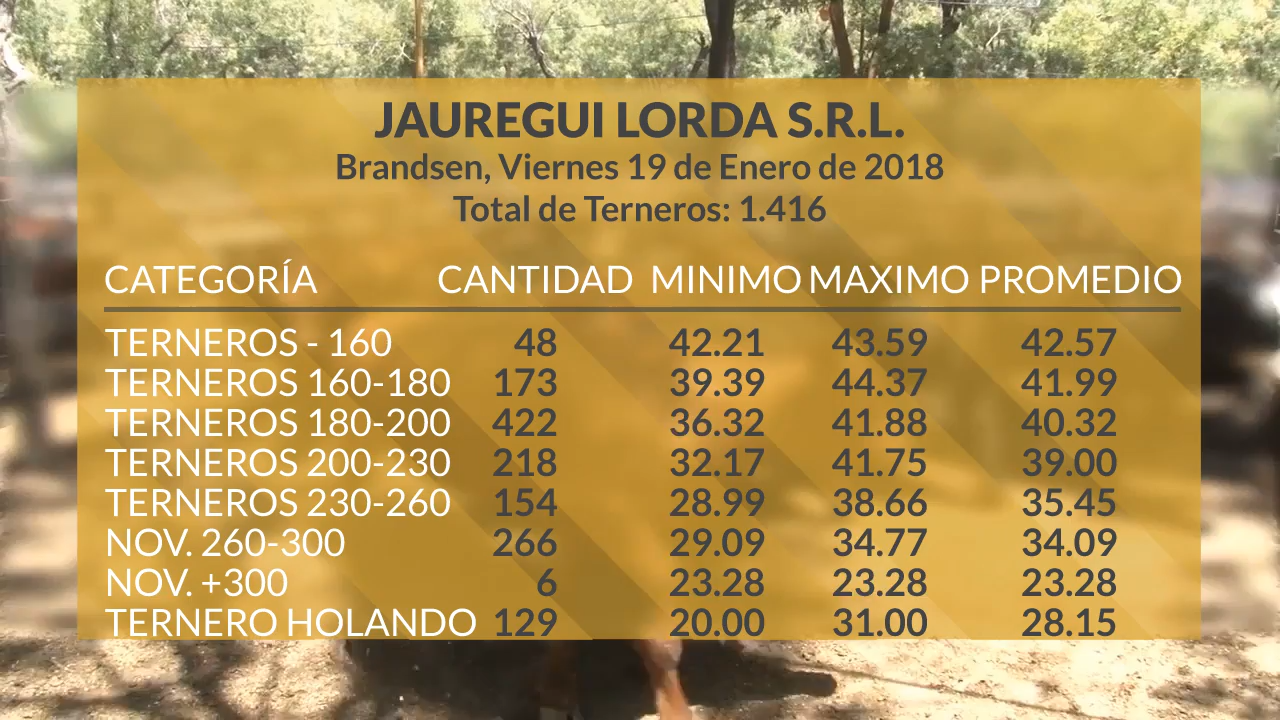 JAUREGUI LORDA S.R.L.
Brandsen, Viernes 19 de Enero de 2018
Total de Terneros: 1.416
CATEGORÍA CANTIDAD MINIMO MAXIMO PROMEDIO
TERNEROS - 160 48 42.21 43.59 42.57
TERNEROS 160-180 173 39.39 44.37 41.99
TERNEROS 180-200 422 36.32 41.88 40.32
TERNEROS 200-230 218 32.17 41.75 39.00
TERNEROS 230-260 154 28.99 38.66 35.45
NOV. 260-300 266 29.09 34.77 34.09
NOV. +300 6 23.28 23.28 23.28
TERNERO HOLANDO 129 20.00 31.00 28.15